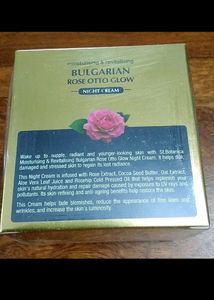 moisturising & revitalising
BULGARIAN
ROSE OTTO GLOW
NIGHT CREAM
Wake up to supple, radiant and younger-looking skin with St.Botanica
Moisturising & Revitalising Bulgarian Rose Otto Glow Night Cream. It helps dull,
damaged and stressed skin to regain its lost radiance.
This Night Cream is infused with Rose Extract, Cocoa Seed Butter, Oat Extract,
Aloe Vera Leaf Juice and Rosehip Cold Pressed Oil that helps replenish your
skin's natural hydration and repair damage caused by exposure to UV rays and
pollutants. Its skin refining and anti ageing benefits help to restore the skin.
This Cream helps fade blemishes, reduce the appearance of fine lines and
wrinkles, and increase the skin's luminosity.